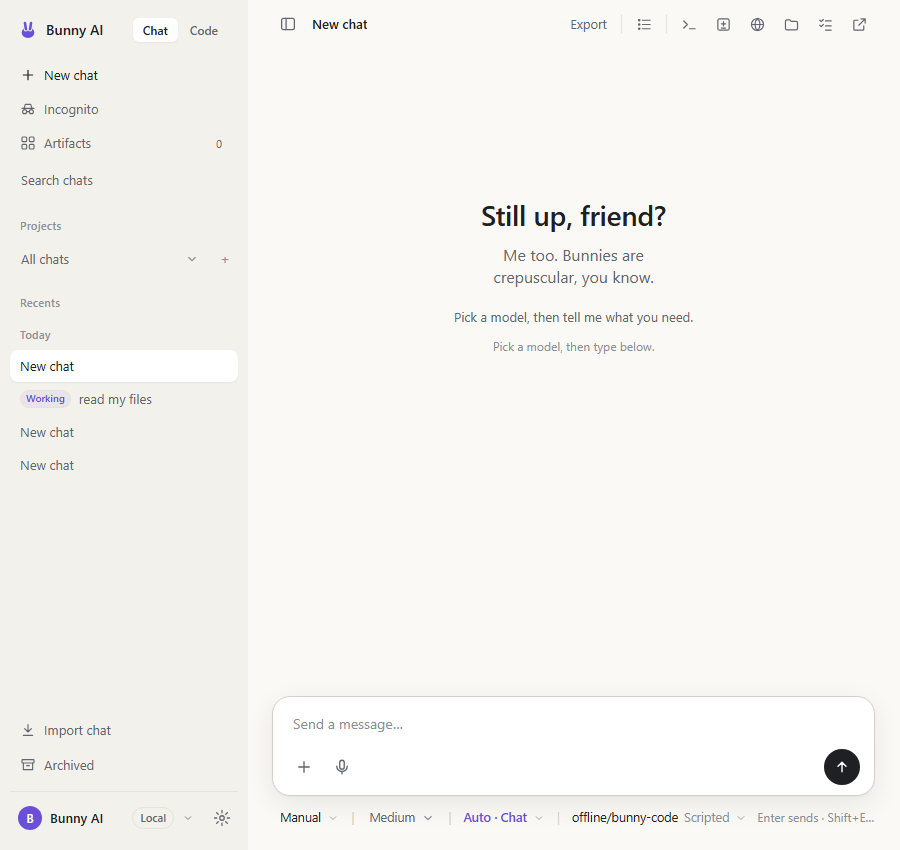 Bunny AI
Chat
Code
New chat
Incognito
Artifacts 0
Search chats
Projects
All chats +
Recents
Today
New chat
Working read my files
New chat
New chat
Import chat
Archived
B Bunny AI Local
New chat
Export
Still up, friend?
Me too. Bunnies are
crepuscular, you know.
Pick a model, then tell me what you need.
Pick a model, then type below.
Send a message...
Manual | Medium | Auto · Chat | offline/bunny-code Scripted Enter sends · Shift+E...